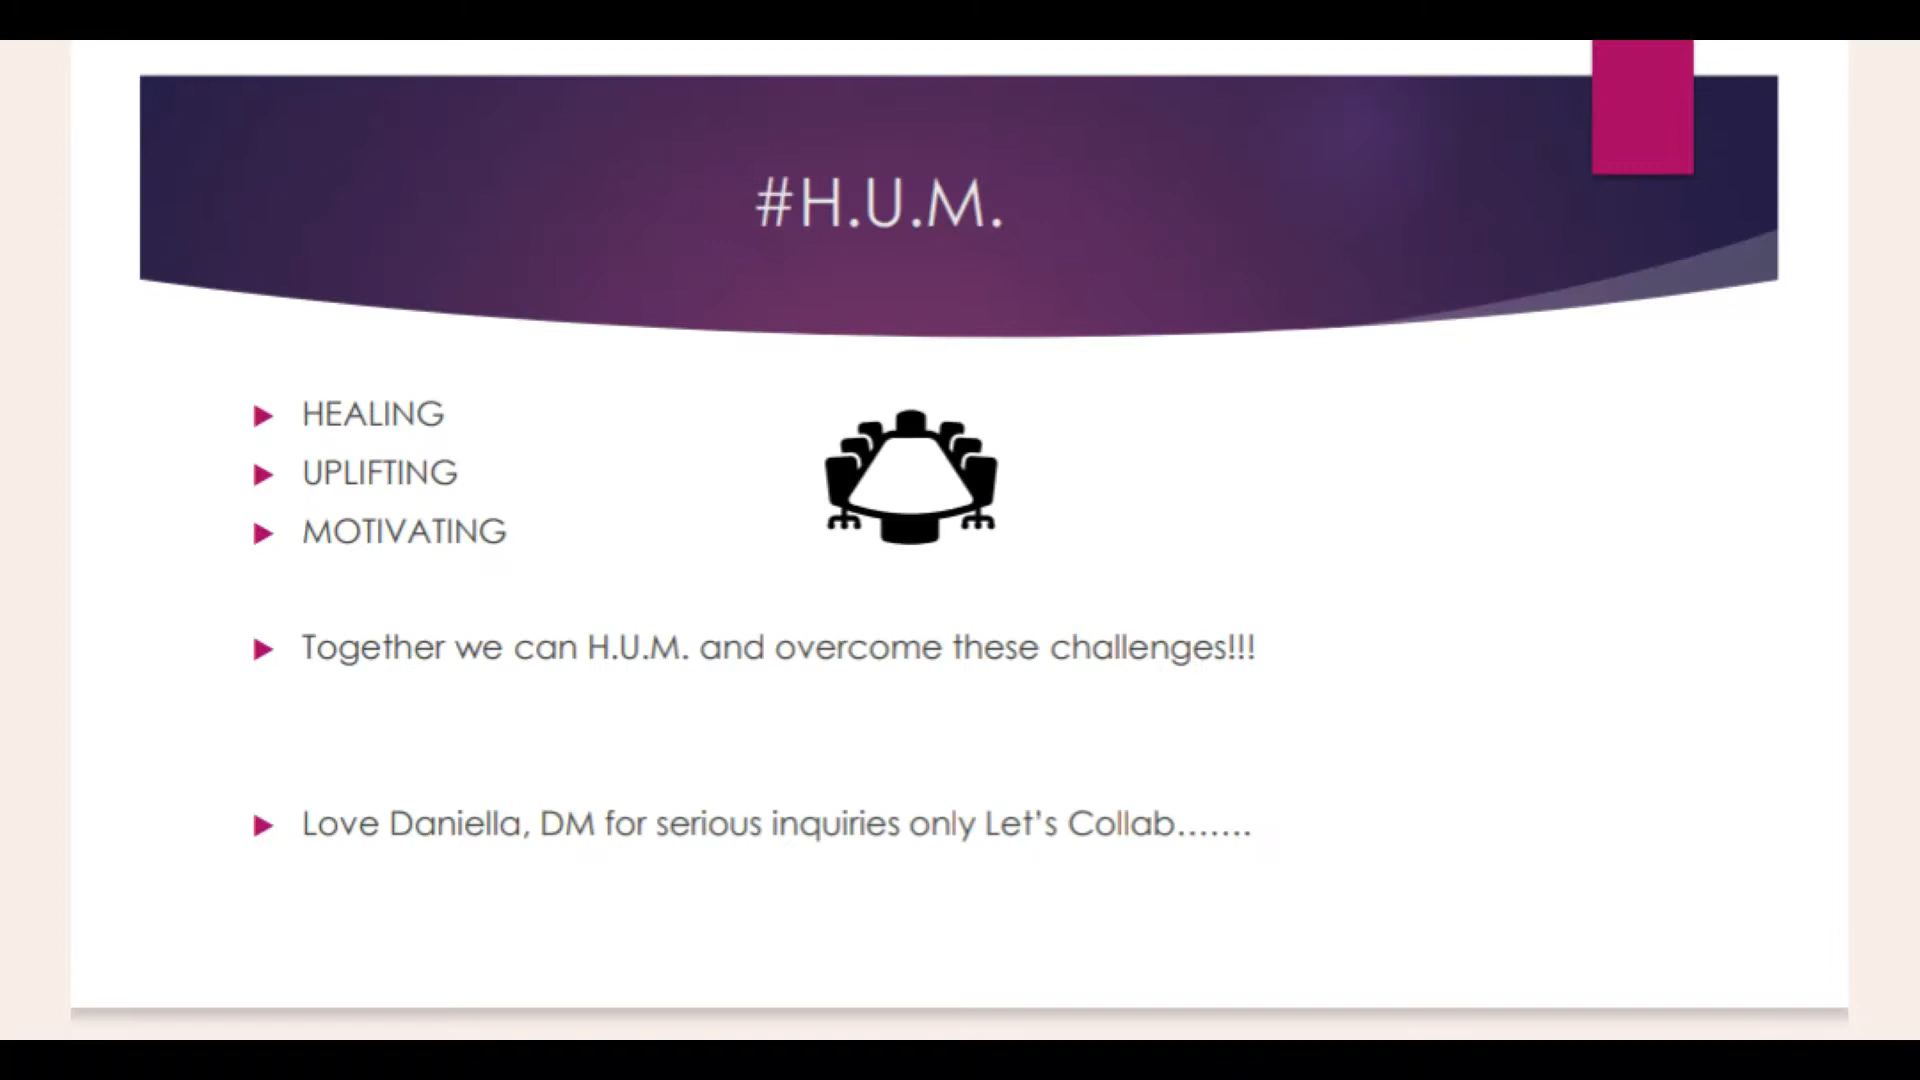 #H.U.M.
HEALING
UPLIFTING
MOTIVATING
Together we can H.U.M. and overcome these challenges!!!
Love Daniella, DM for serious inquiries only Let’s Collab.......